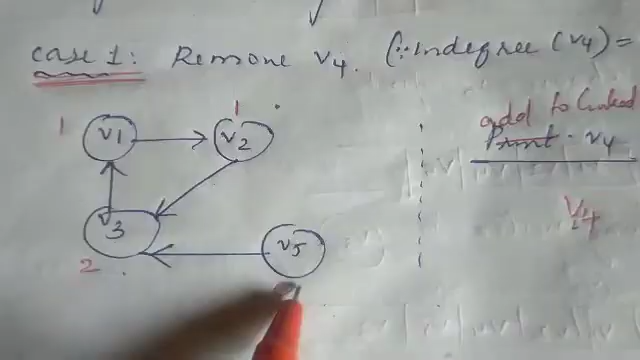 Case 1: Remove v4. (∵ indegree (v4) =
1
1
v1
v2
add to linked
Print. v4
v3
v5
v4
2